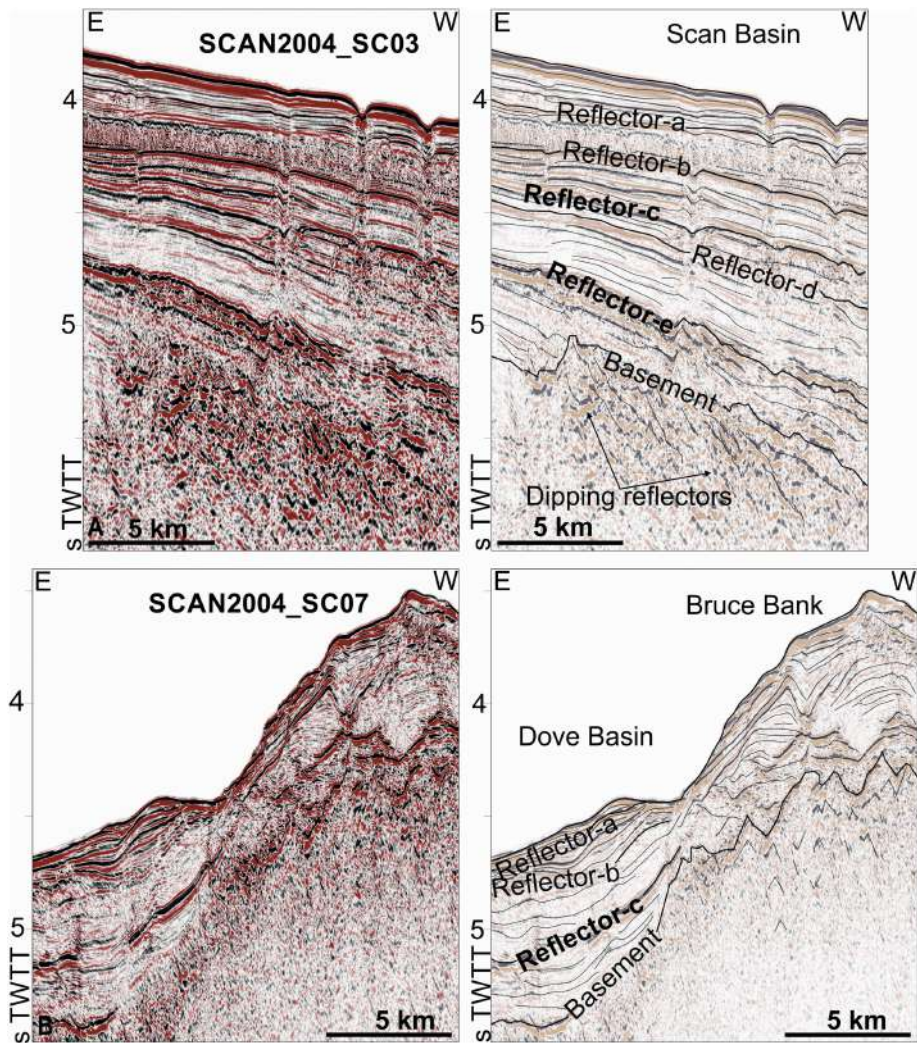 E
W
SCAN2004_SC03
4
5
s TWTT
A
5 km
E
W
Scan Basin
Reflector-a
Reflector-b
Reflector-c
Reflector-d
Reflector-e
Basement
Dipping reflectors
5 km
s TWTT
E
W
SCAN2004_SC07
4
5
s TWTT
B
5 km
E
W
Bruce Bank
4
Dove Basin
Reflector-a
Reflector-b
5
Reflector-c
Basement
5 km
s TWTT